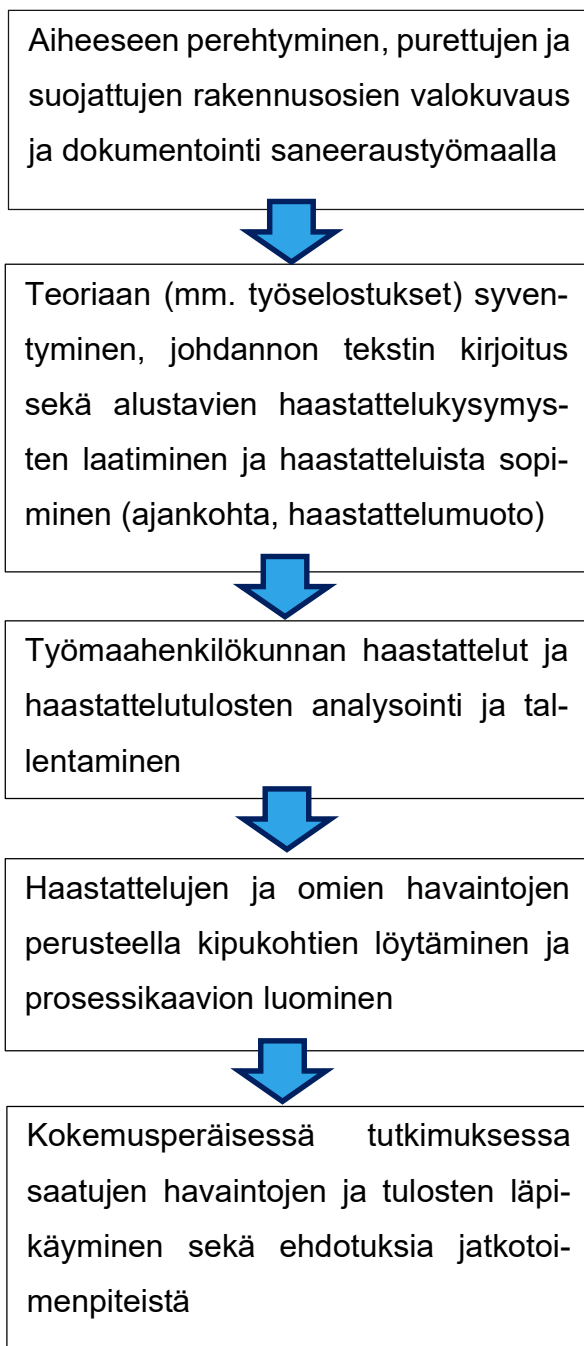 Aiheeseen perehtyminen, purettujen ja
suojattujen rakennusosien valokuvaus
ja dokumentointi saneeraustyömaalla
Teoriaan (mm. työselostukset) syven-
tyminen, johdannon tekstin kirjoitus
sekä alustavien haastattelukysymys-
ten laatiminen ja haastatteluista sopi-
minen (ajankohta, haastattelumuoto)
Työmaahenkilökunnan haastattelut ja
haastattelutulosten analysointi ja tal-
lentaminen
Haastattelujen ja omien havaintojen
perusteella kipukohtien löytäminen ja
prosessikaavion luominen
Kokemusperäisessä tutkimuksessa
saatujen havaintojen ja tulosten läpi-
käyminen sekä ehdotuksia jatkotoi-
menpiteistä